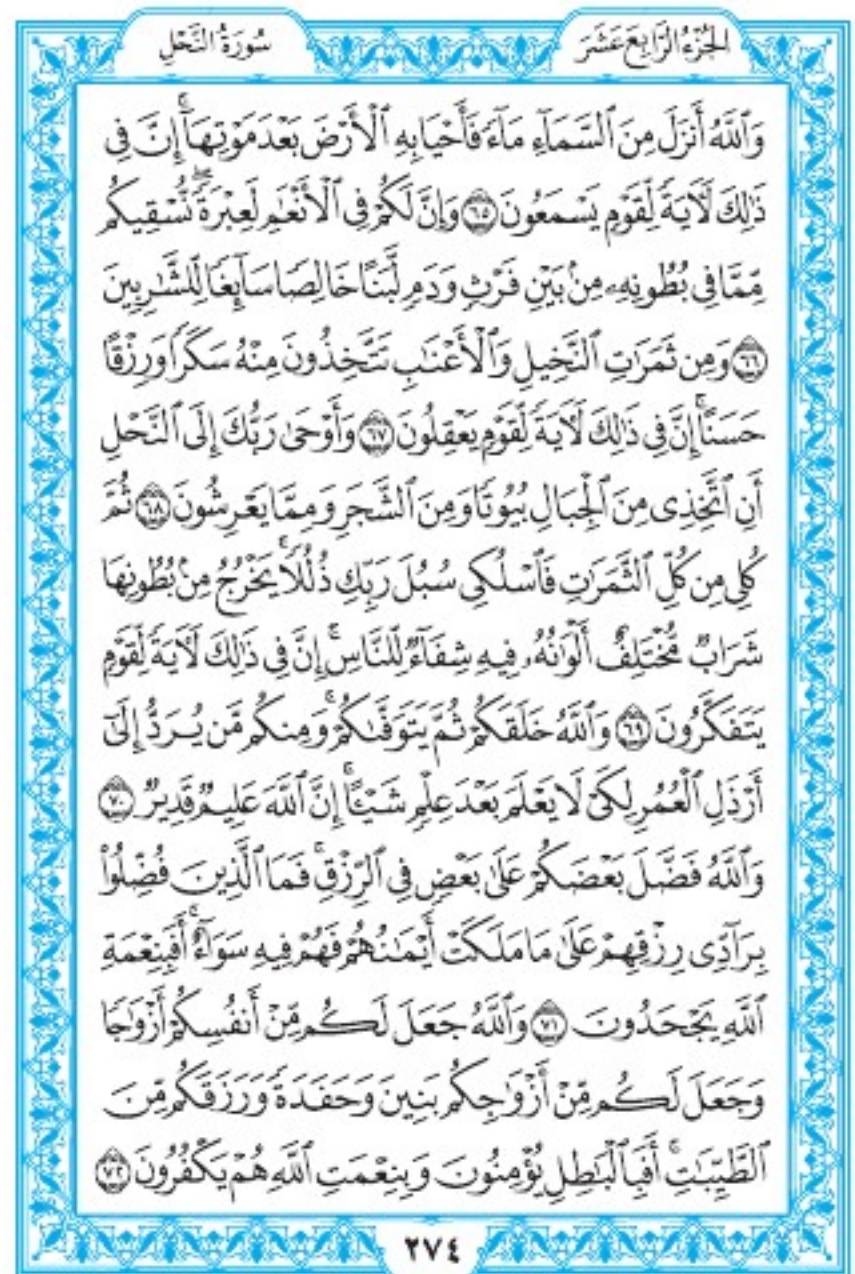 الجُزْءُ الرَّابِعَ عَشَرَ
سُورَةُ النَّحْلِ
وَٱللَّهُ أَنزَلَ مِنَ ٱلسَّمَآءِ مَآءً فَأَحْيَا بِهِ ٱلْأَرْضَ بَعْدَ مَوْتِهَآۚ إِنَّ فِي
ذَٰلِكَ لَأٓيَةً لِّقَوْمٍ يَسْمَعُونَ ٦٥ وَإِنَّ لَكُمْ فِي ٱلْأَنْعَٰمِ لَعِبْرَةًۖ نُّسْقِيكُم
مِّمَّا فِي بُطُونِهِۦ مِنۢ بَيْنِ فَرْثٍ وَدَمٍ لَّبَنًا خَالِصًا سَآئِغًا لِّلشَّٰرِبِينَ
٦٦ وَمِن ثَمَرَٰتِ ٱلنَّخِيلِ وَٱلْأَعْنَٰبِ تَتَّخِذُونَ مِنْهُ سَكَرًا وَرِزْقًا
حَسَنًاۚ إِنَّ فِي ذَٰلِكَ لَأٓيَةً لِّقَوْمٍ يَعْقِلُونَ ٦٧ وَأَوْحَىٰ رَبُّكَ إِلَى ٱلنَّحْلِ
أَنِ ٱتَّخِذِي مِنَ ٱلْجِبَالِ بُيُوتًا وَمِنَ ٱلشَّجَرِ وَمِمَّا يَعْرِشُونَ ٦٨ ثُمَّ
كُلِي مِن كُلِّ ٱلثَّمَرَٰتِ فَٱسْلُكِي سُبُلَ رَبِّكِ ذُلُلًاۚ يَخْرُجُ مِنۢ بُطُونِهَا
شَرَابٌ مُّخْتَلِفٌ أَلْوَٰنُهُۥ فِيهِ شِفَآءٌ لِّلنَّاسِۚ إِنَّ فِي ذَٰلِكَ لَأٓيَةً لِّقَوْمٍ
يَتَفَكَّرُونَ ٦٩ وَٱللَّهُ خَلَقَكُمْ ثُمَّ يَتَوَفَّىٰكُمْۚ وَمِنكُم مَّن يُرَدُّ إِلَىٰٓ
أَرْذَلِ ٱلْعُمُرِ لِكَيْ لَا يَعْلَمَ بَعْدَ عِلْمٍ شَيْـًٔاۚ إِنَّ ٱللَّهَ عَلِيمٌ قَدِيرٌ ٧٠
وَٱللَّهُ فَضَّلَ بَعْضَكُمْ عَلَىٰ بَعْضٍ فِي ٱلرِّزْقِۚ فَمَا ٱلَّذِينَ فُضِّلُواْ
بِرَآدِّي رِزْقِهِمْ عَلَىٰ مَا مَلَكَتْ أَيْمَٰنُهُمْ فَهُمْ فِيهِ سَوَآءٌۚ أَفَبِنِعْمَةِ
ٱللَّهِ يَجْحَدُونَ ٧١ وَٱللَّهُ جَعَلَ لَكُم مِّنْ أَنفُسِكُمْ أَزْوَٰجًا
وَجَعَلَ لَكُم مِّنْ أَزْوَٰجِكُم بَنِينَ وَحَفَدَةً وَرَزَقَكُم مِّنَ
ٱلطَّيِّبَٰتِۚ أَفَبِٱلْبَٰطِلِ يُؤْمِنُونَ وَبِنِعْمَتِ ٱللَّهِ هُمْ يَكْفُرُونَ ٧٢
٢٧٤